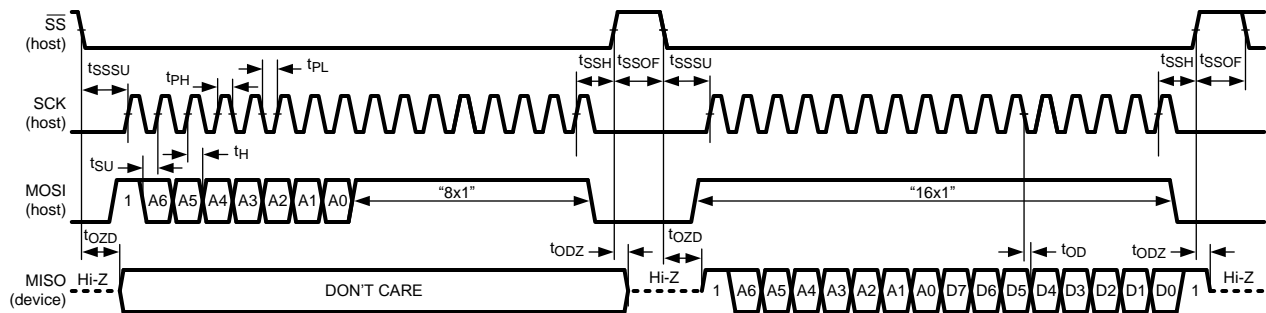 SS
(host)
tSSSU tPH tPL tSSH tSSOF tSSSU tSSH tSSOF
SCK
(host)
tSU tH
MOSI
(host)
1 A6 A5 A4 A3 A2 A1 A0 “8x1” “16x1”
tOZD tODZ tOZD tOD tODZ
MISO
(device)
Hi-Z DON'T CARE Hi-Z 1 A6 A5 A4 A3 A2 A1 A0 D7 D6 D5 D4 D3 D2 D1 D0 1 Hi-Z